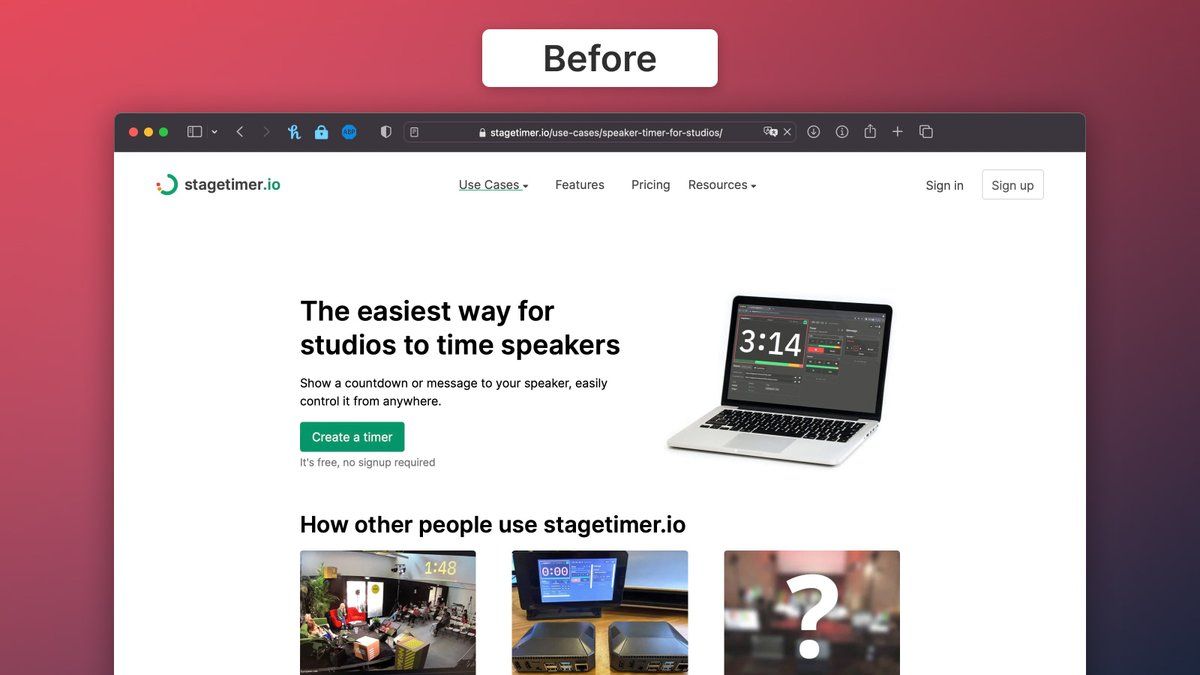 Before
stagetimer.io/use-cases/speaker-timer-for-studios/
stagetimer.io
Use Cases
Features
Pricing
Resources
Sign in
Sign up
The easiest way for
studios to time speakers
Show a countdown or message to your speaker, easily
control it from anywhere.
Create a timer
It's free, no signup required
3:14
How other people use stagetimer.io
1:48
0:00
?